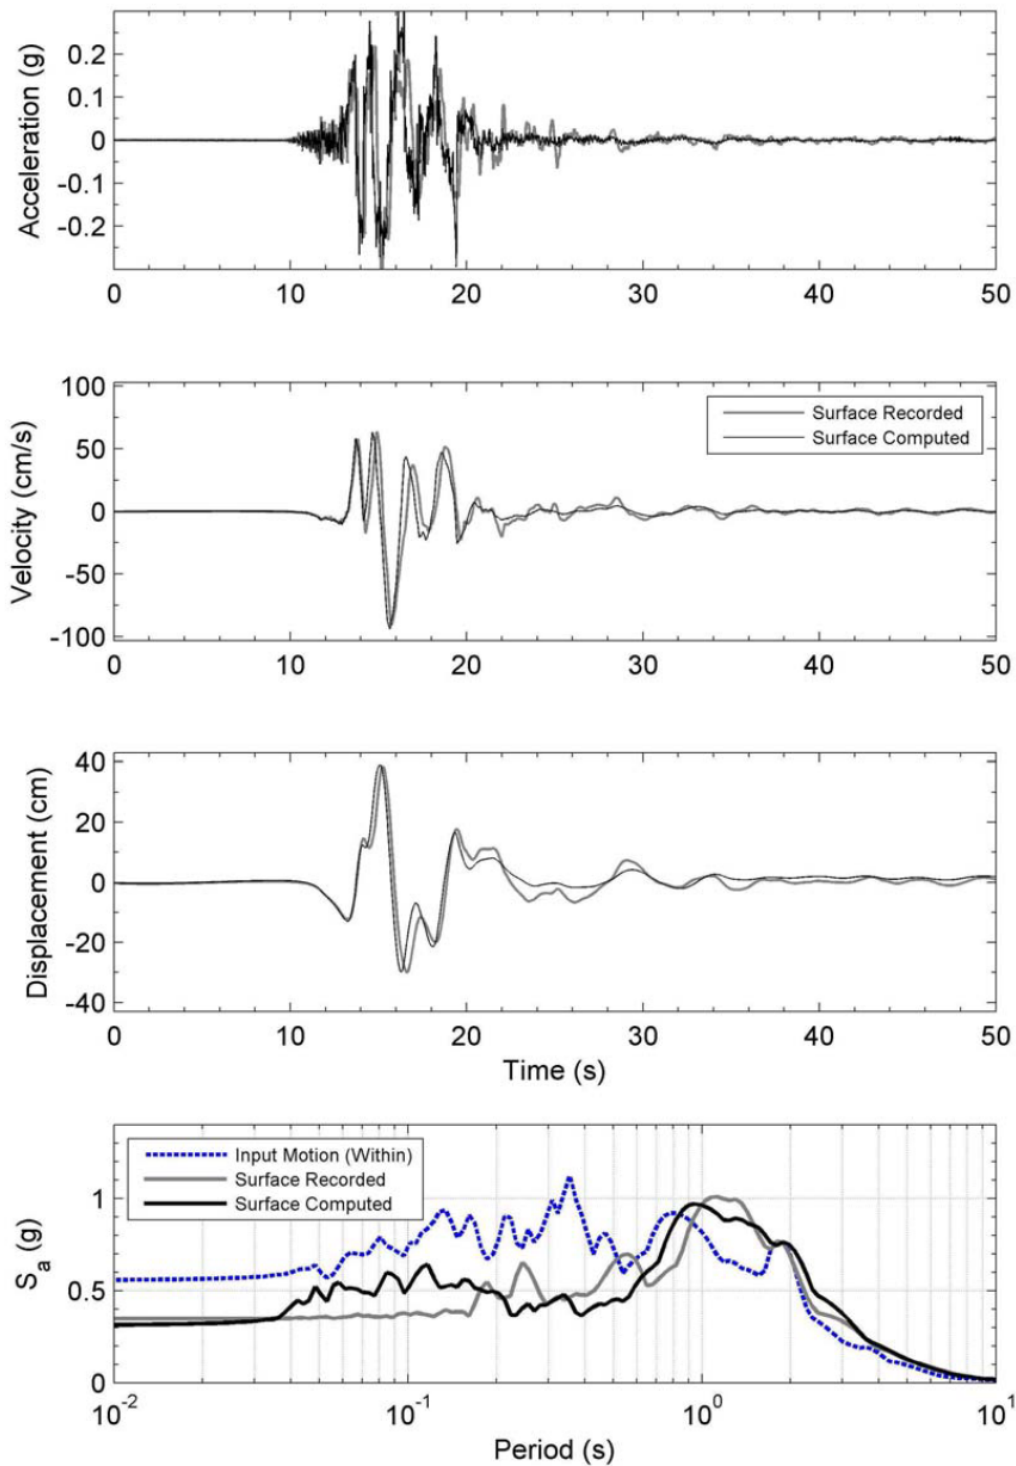 Acceleration (g)
0.2
0.1
0
-0.1
-0.2
0 10 20 30 40 50
Velocity (cm/s)
100
50
0
-50
-100
Surface Recorded
Surface Computed
0 10 20 30 40 50
Displacement (cm)
40
20
0
-20
-40
0 10 20 30 40 50
Time (s)
Sa (g)
1
0.5
0
Input Motion (Within)
Surface Recorded
Surface Computed
10-2 10-1 100 101
Period (s)